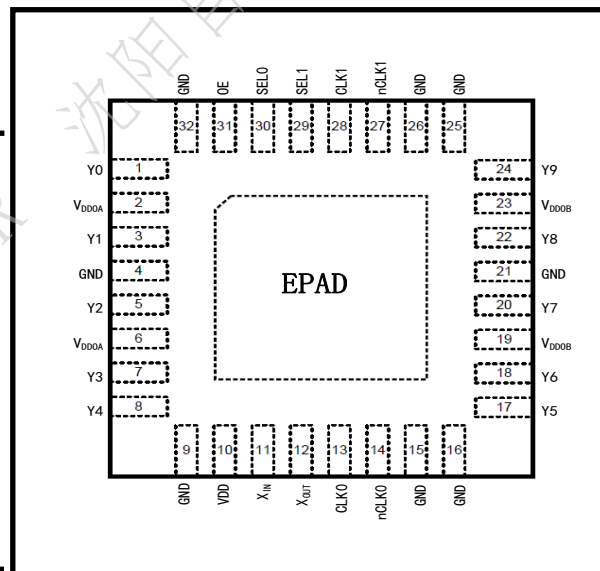 GND OE SEL0 SEL1 CLK1 nCLK1 GND GND
32 31 30 29 28 27 26 25
Y0 1 24 Y9
VDDOA 2 23 VDDOB
Y1 3 22 Y8
GND 4 21 GND
EPAD
Y2 5 20 Y7
VDDOA 6 19 VDDOB
Y3 7 18 Y6
Y4 8 17 Y5
9 10 11 12 13 14 15 16
GND VDD XIN XOUT CLK0 nCLK0 GND GND
沈阳